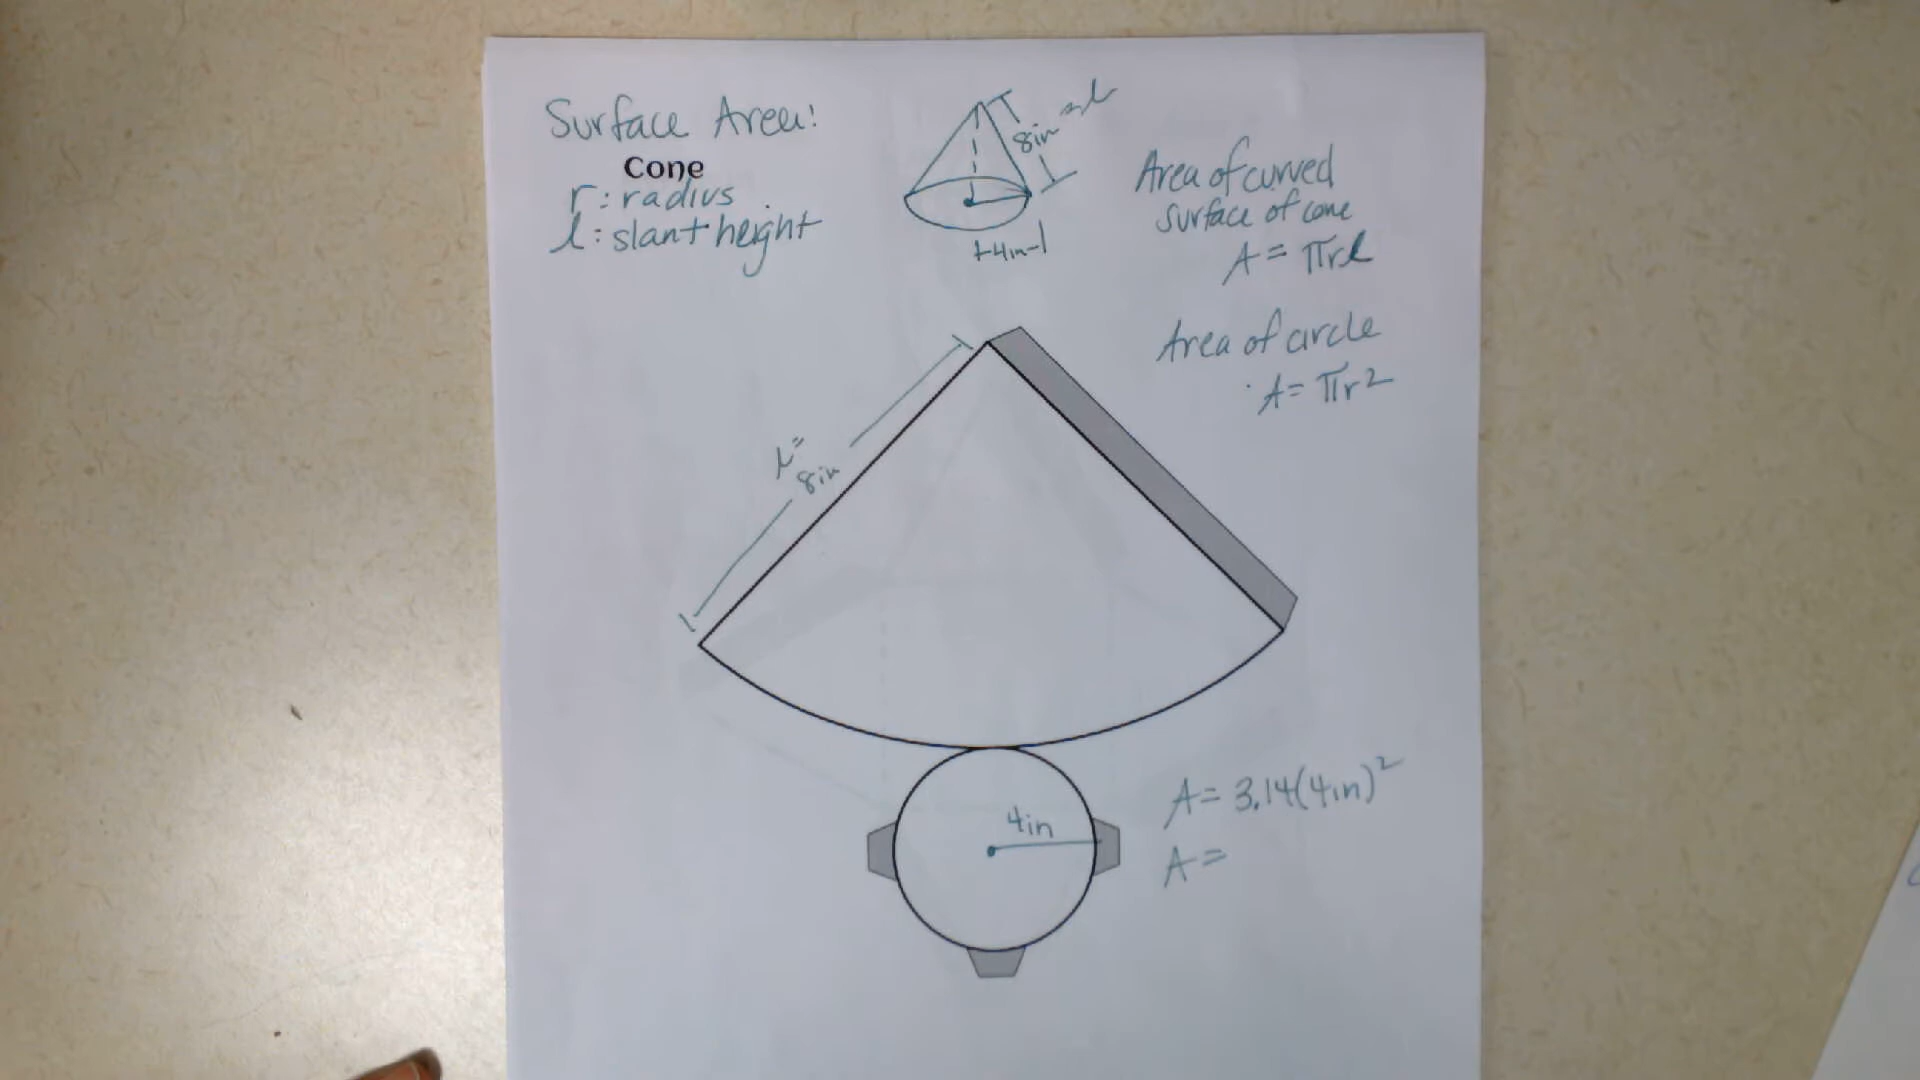 Surface Area:
Cone
r: radius
l: slant height
8in = l
4in
Area of curved
surface of cone
A = πrl
Area of circle
A = πr²
l =
8in
4in
A = 3.14(4in)²
A =